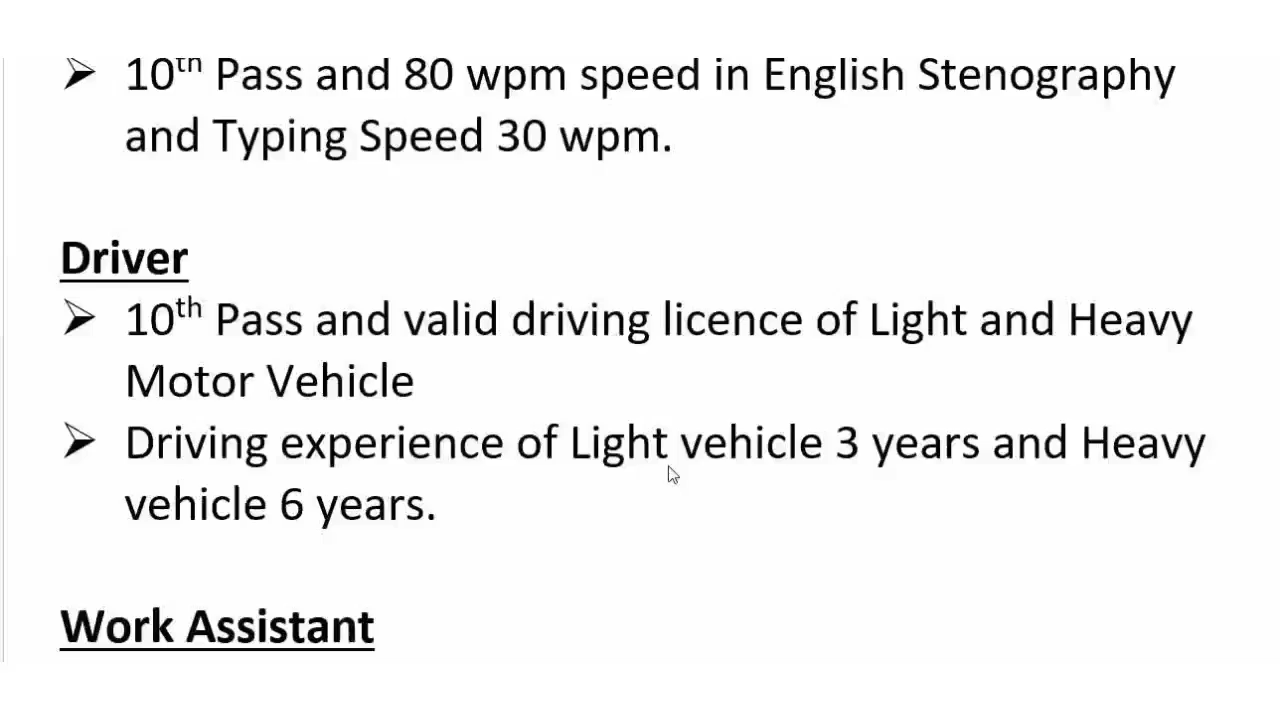 ➢ 10th Pass and 80 wpm speed in English Stenography
and Typing Speed 30 wpm.
Driver
➢ 10th Pass and valid driving licence of Light and Heavy
Motor Vehicle
➢ Driving experience of Light vehicle 3 years and Heavy
vehicle 6 years.
Work Assistant